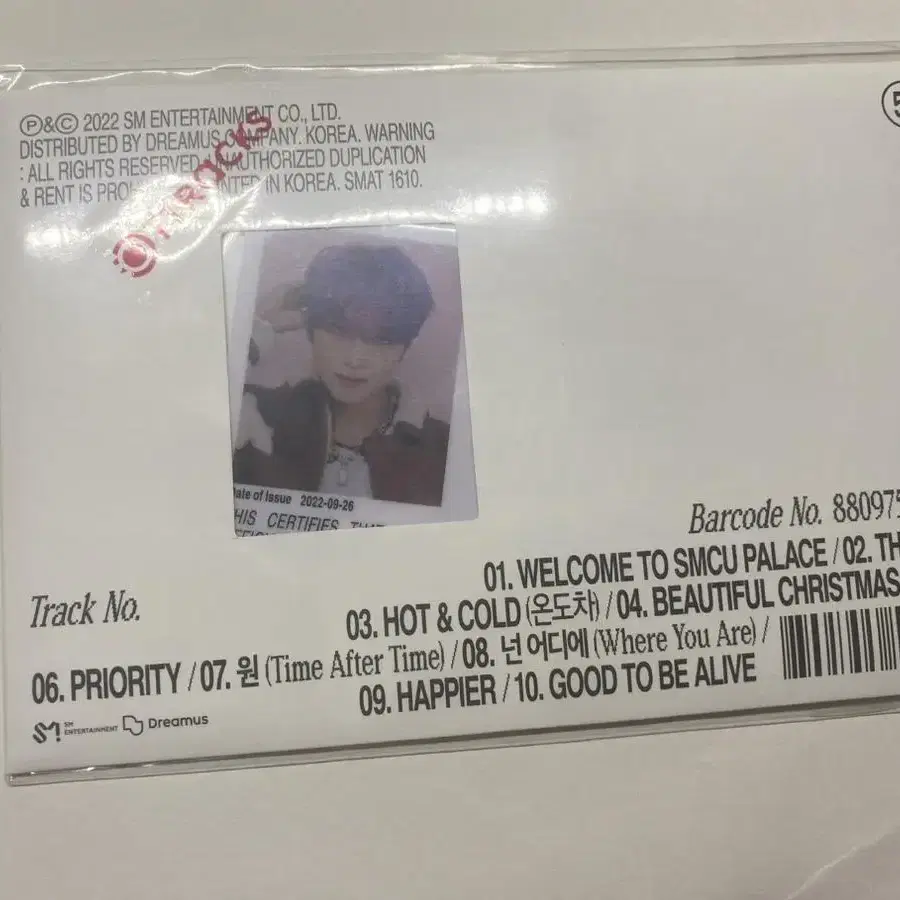 Ⓟ&Ⓒ 2022 SM ENTERTAINMENT CO., LTD.
DISTRIBUTED BY DREAMUS COMPANY. KOREA. WARNING
: ALL RIGHTS RESERVED. UNAUTHORIZED DUPLICATION
& RENT IS PRO NTED IN KOREA. SMAT 1610.
TRACKS
Date of Issue 2022-09-26
THIS CERTIFIES
Barcode No. 880975
01. WELCOME TO SMCU PALACE / 02. TH
Track No.
03. HOT & COLD (온도차) / 04. BEAUTIFUL CHRISTMAS
06. PRIORITY / 07. 원 (Time After Time) / 08. 넌 어디에 (Where You Are) /
09. HAPPIER / 10. GOOD TO BE ALIVE
SM ENTERTAINMENT Dreamus